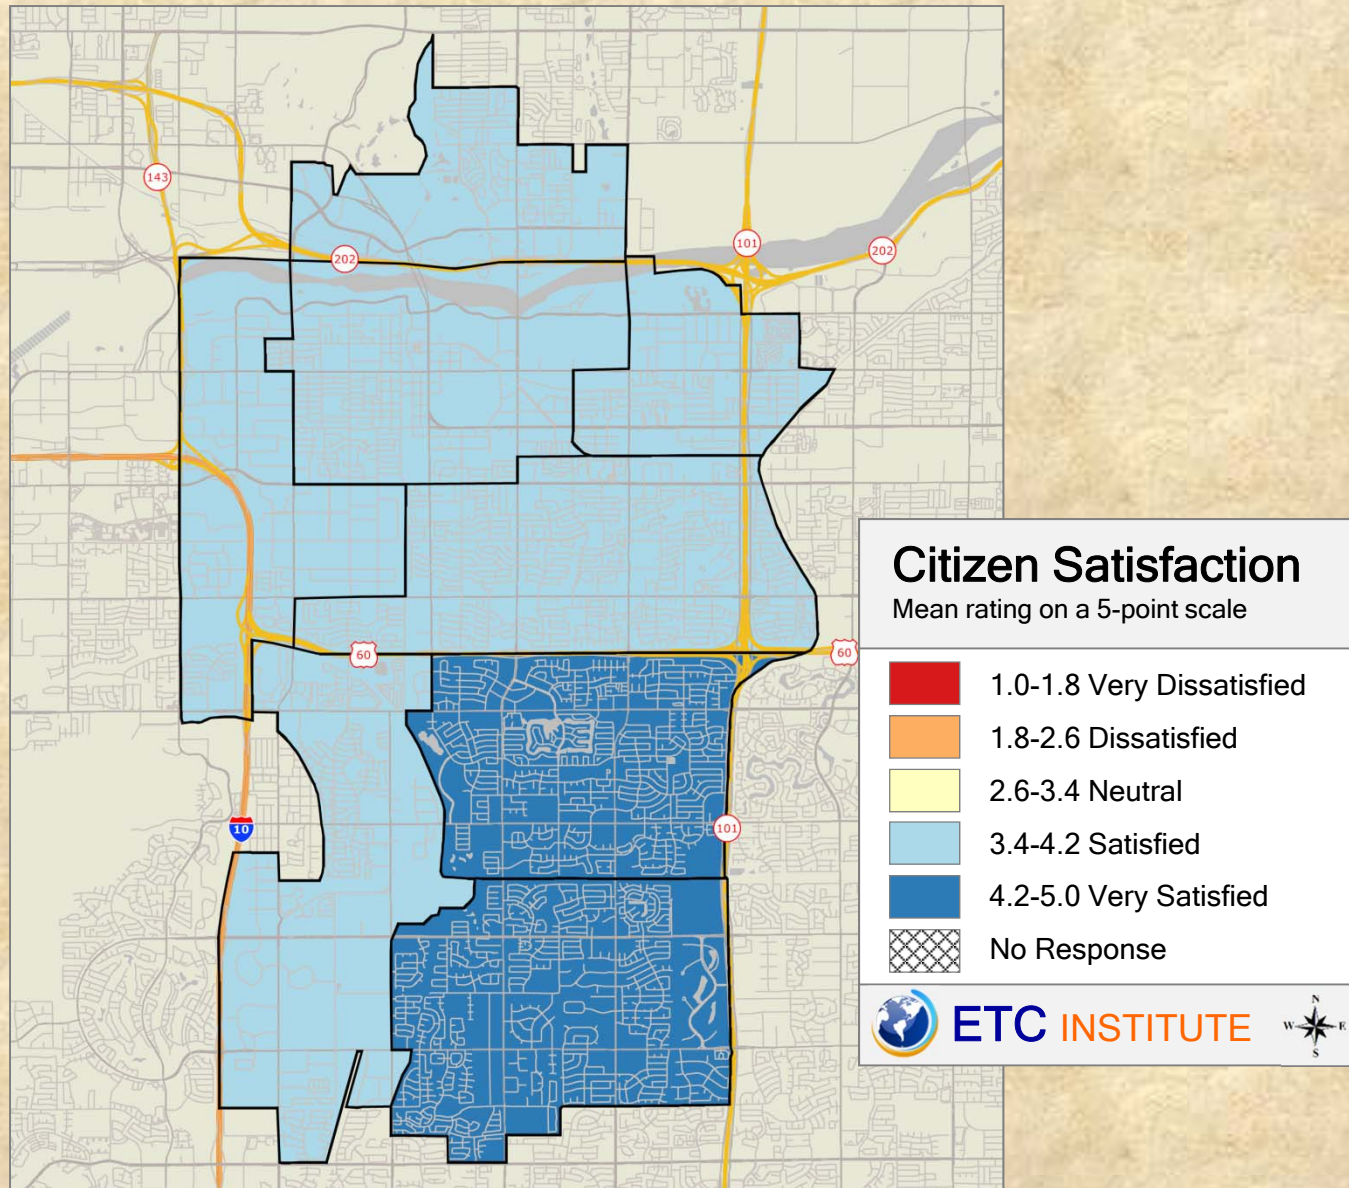 143
202
101
202
60
60
10
101
Citizen Satisfaction
Mean rating on a 5-point scale
1.0-1.8 Very Dissatisfied
1.8-2.6 Dissatisfied
2.6-3.4 Neutral
3.4-4.2 Satisfied
4.2-5.0 Very Satisfied
No Response
ETC INSTITUTE
N
W E
S